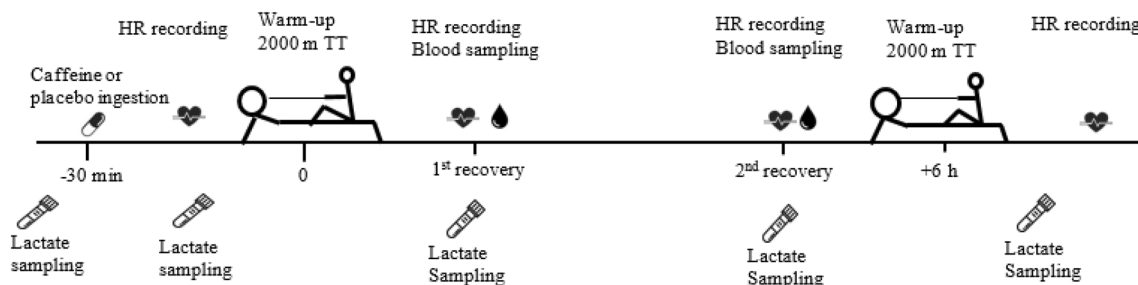 HR recording
Warm-up
2000 m TT
HR recording
Blood sampling
HR recording
Blood sampling
Warm-up
2000 m TT
HR recording
Caffeine or
placebo ingestion
-30 min
0
1st recovery
2nd recovery
+6 h
Lactate
sampling
Lactate
sampling
Lactate
Sampling
Lactate
Sampling
Lactate
Sampling